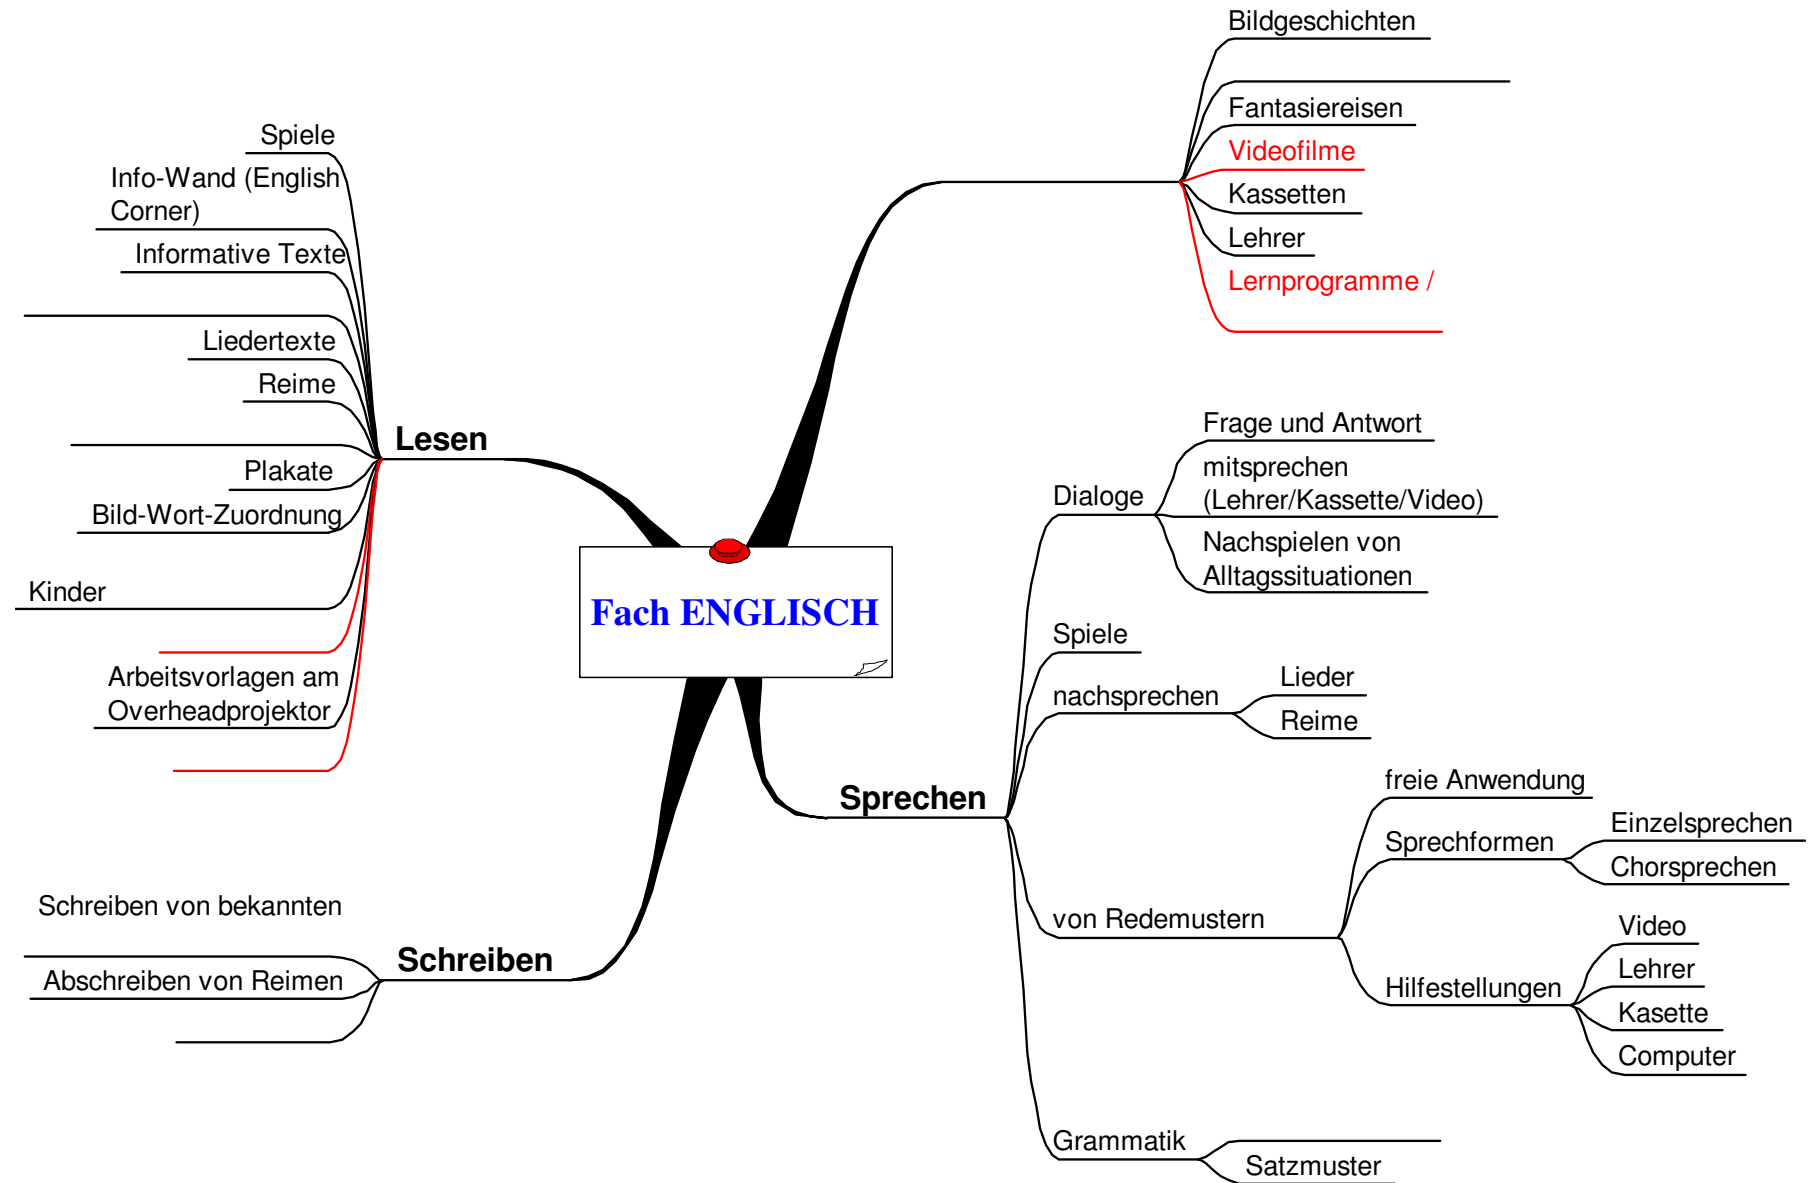 Fach ENGLISCH
Lesen
Spiele
Info-Wand (English
Corner)
Informative Texte
Liedertexte
Reime
Plakate
Bild-Wort-Zuordnung
Kinder
Arbeitsvorlagen am
Overheadprojektor
Schreiben
Schreiben von bekannten
Abschreiben von Reimen
Bildgeschichten
Fantasiereisen
Videofilme
Kassetten
Lehrer
Lernprogramme /
Sprechen
Dialoge
Frage und Antwort
mitsprechen
(Lehrer/Kassette/Video)
Nachspielen von
Alltagssituationen
Spiele
nachsprechen
Lieder
Reime
von Redemustern
freie Anwendung
Sprechformen
Einzelsprechen
Chorsprechen
Hilfestellungen
Video
Lehrer
Kasette
Computer
Grammatik
Satzmuster